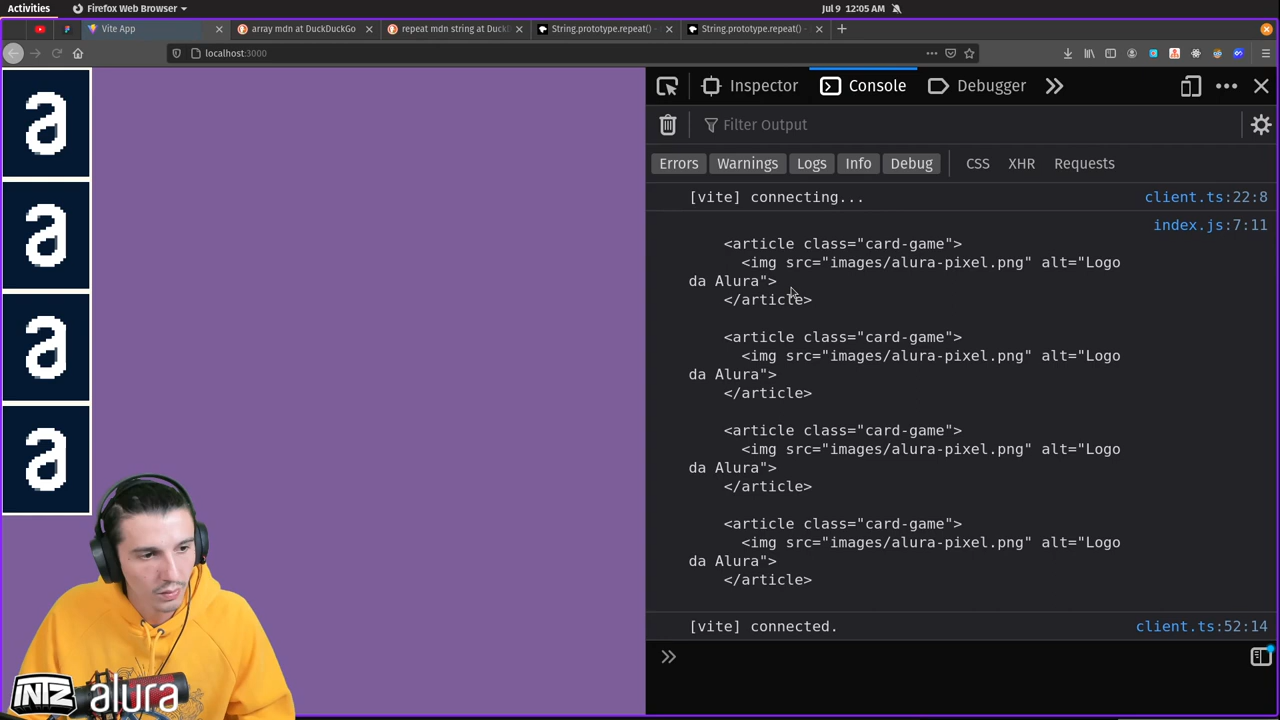 Activities
Firefox Web Browser
Jul 9 12:05 AM
Vite App
array mdn at DuckDuckGo
repeat mdn string at Duck
String.prototype.repeat() -
String.prototype.repeat() -
localhost:3000
Inspector
Console
Debugger
Filter Output
Errors
Warnings
Logs
Info
Debug
CSS
XHR
Requests
[vite] connecting... client.ts:22:8
index.js:7:11
<article class="card-game">
<img src="images/alura-pixel.png" alt="Logo
da Alura">
</article>
<article class="card-game">
<img src="images/alura-pixel.png" alt="Logo
da Alura">
</article>
<article class="card-game">
<img src="images/alura-pixel.png" alt="Logo
da Alura">
</article>
<article class="card-game">
<img src="images/alura-pixel.png" alt="Logo
da Alura">
</article>
[vite] connected. client.ts:52:14
a
a
a
a
INTZ alura